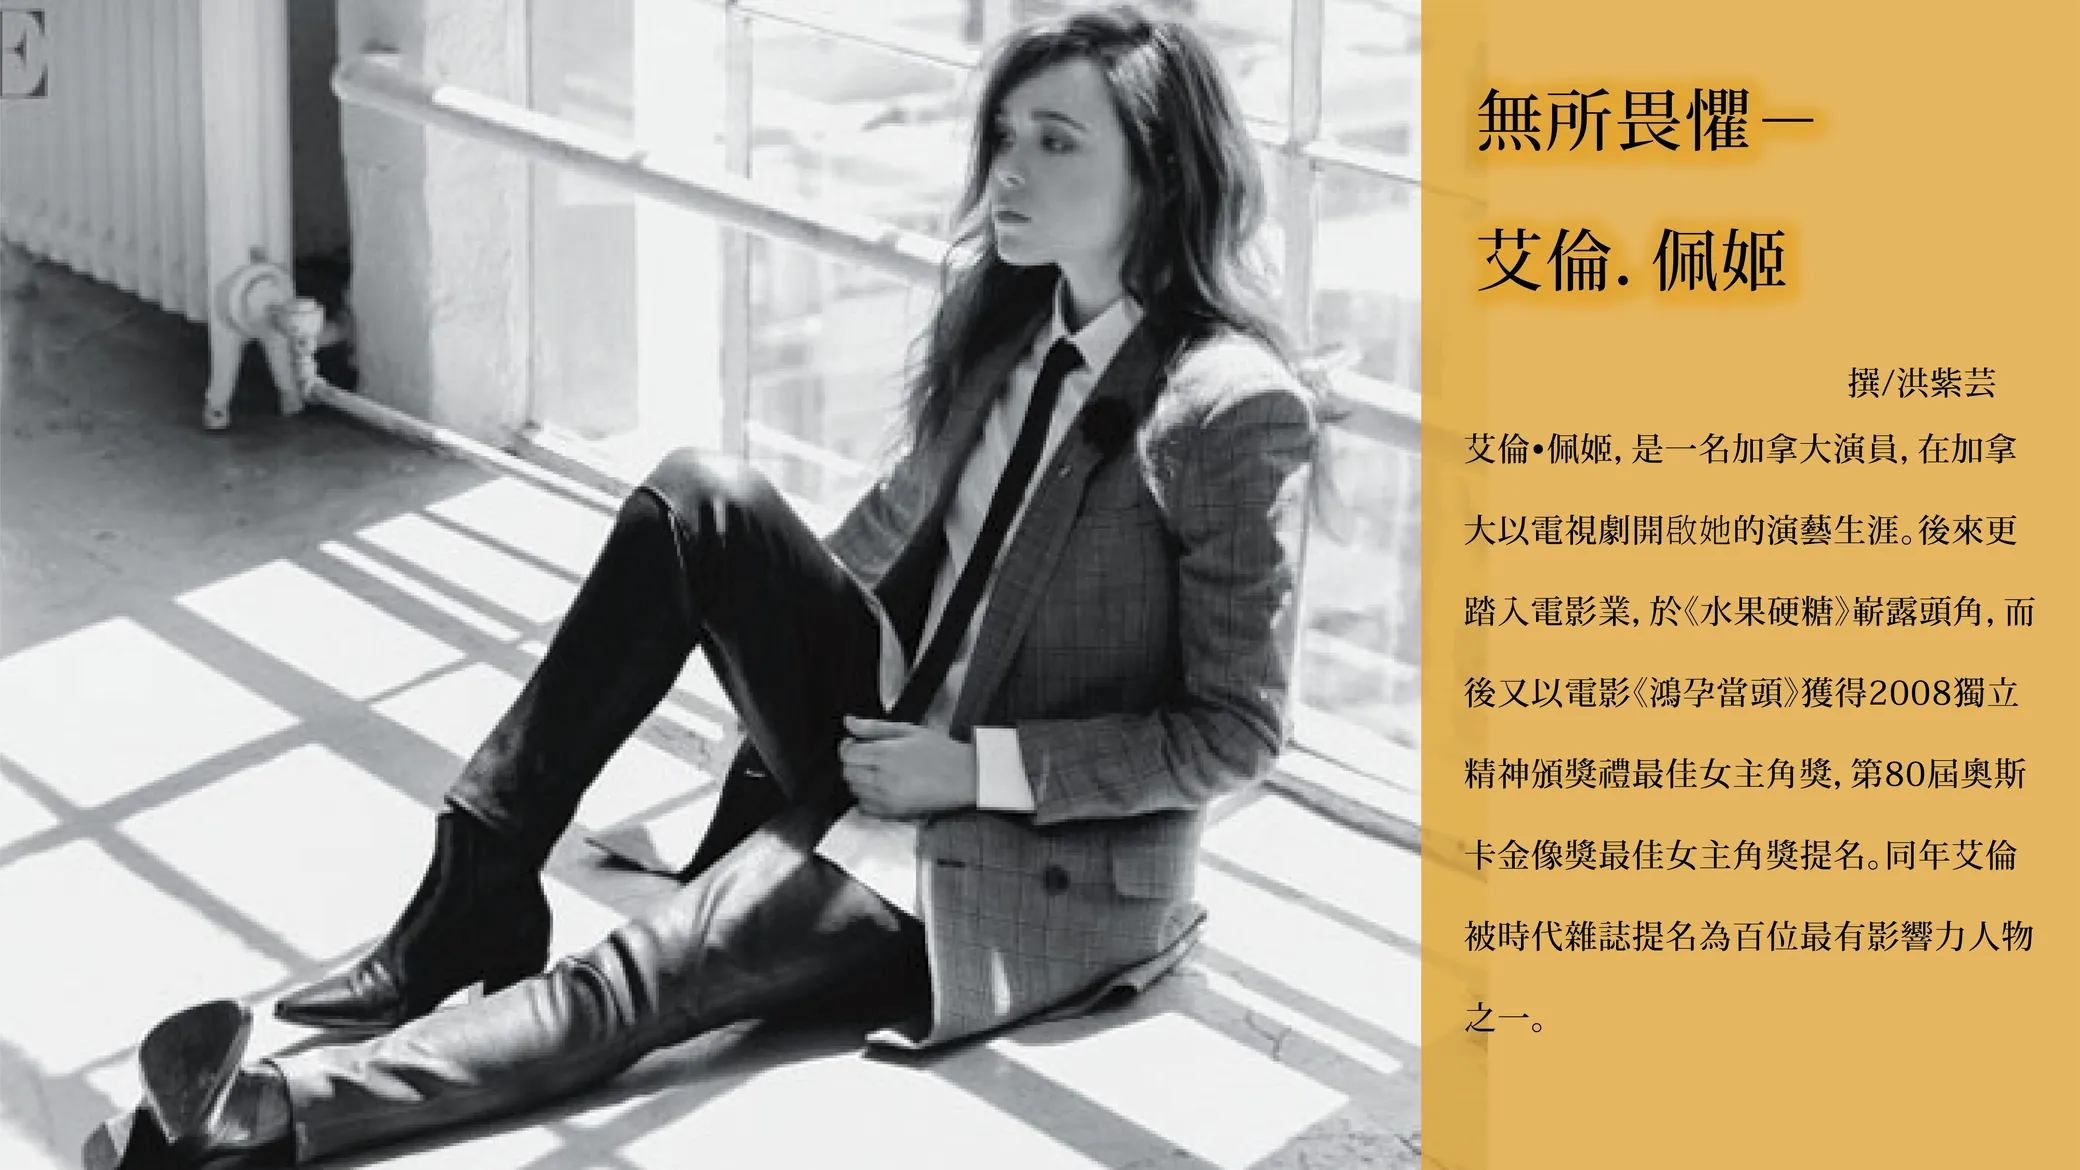 E
無所畏懼－
艾倫. 佩姬
撰/洪紫芸
艾倫•佩姬, 是一名加拿大演員, 在加拿
大以電視劇開啟她的演藝生涯。後來更
踏入電影業, 於《水果硬糖》嶄露頭角, 而
後又以電影《鴻孕當頭》獲得2008獨立
精神頒獎禮最佳女主角獎, 第80屆奧斯
卡金像獎最佳女主角獎提名。同年艾倫
被時代雜誌提名為百位最有影響力人物
之一。